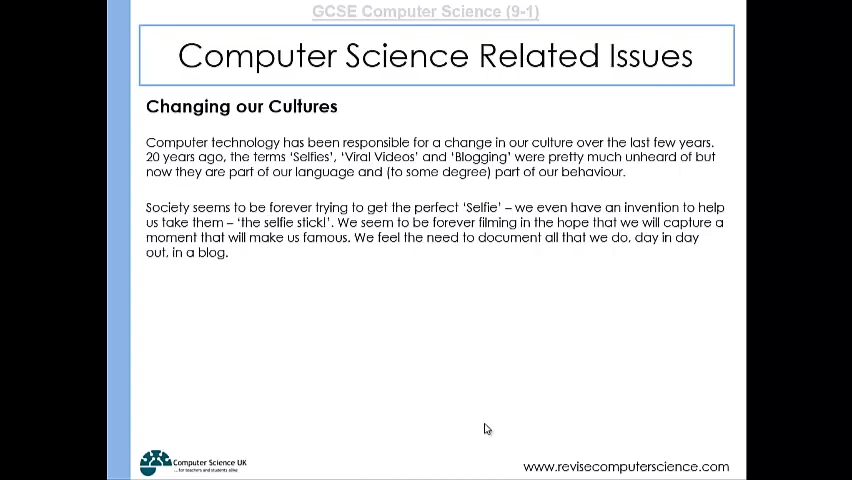 GCSE Computer Science (9-1)
Computer Science Related Issues
Changing our Cultures
Computer technology has been responsible for a change in our culture over the last few years.
20 years ago, the terms ‘Selfies’, ‘Viral Videos’ and ‘Blogging’ were pretty much unheard of but
now they are part of our language and (to some degree) part of our behaviour.
Society seems to be forever trying to get the perfect ‘Selfie’ – we even have an invention to help
us take them – ‘the selfie stick!’. We seem to be forever filming in the hope that we will capture a
moment that will make us famous. We feel the need to document all that we do, day in day
out, in a blog.
Computer Science UK
...for teachers and students alike
www.revisecomputerscience.com